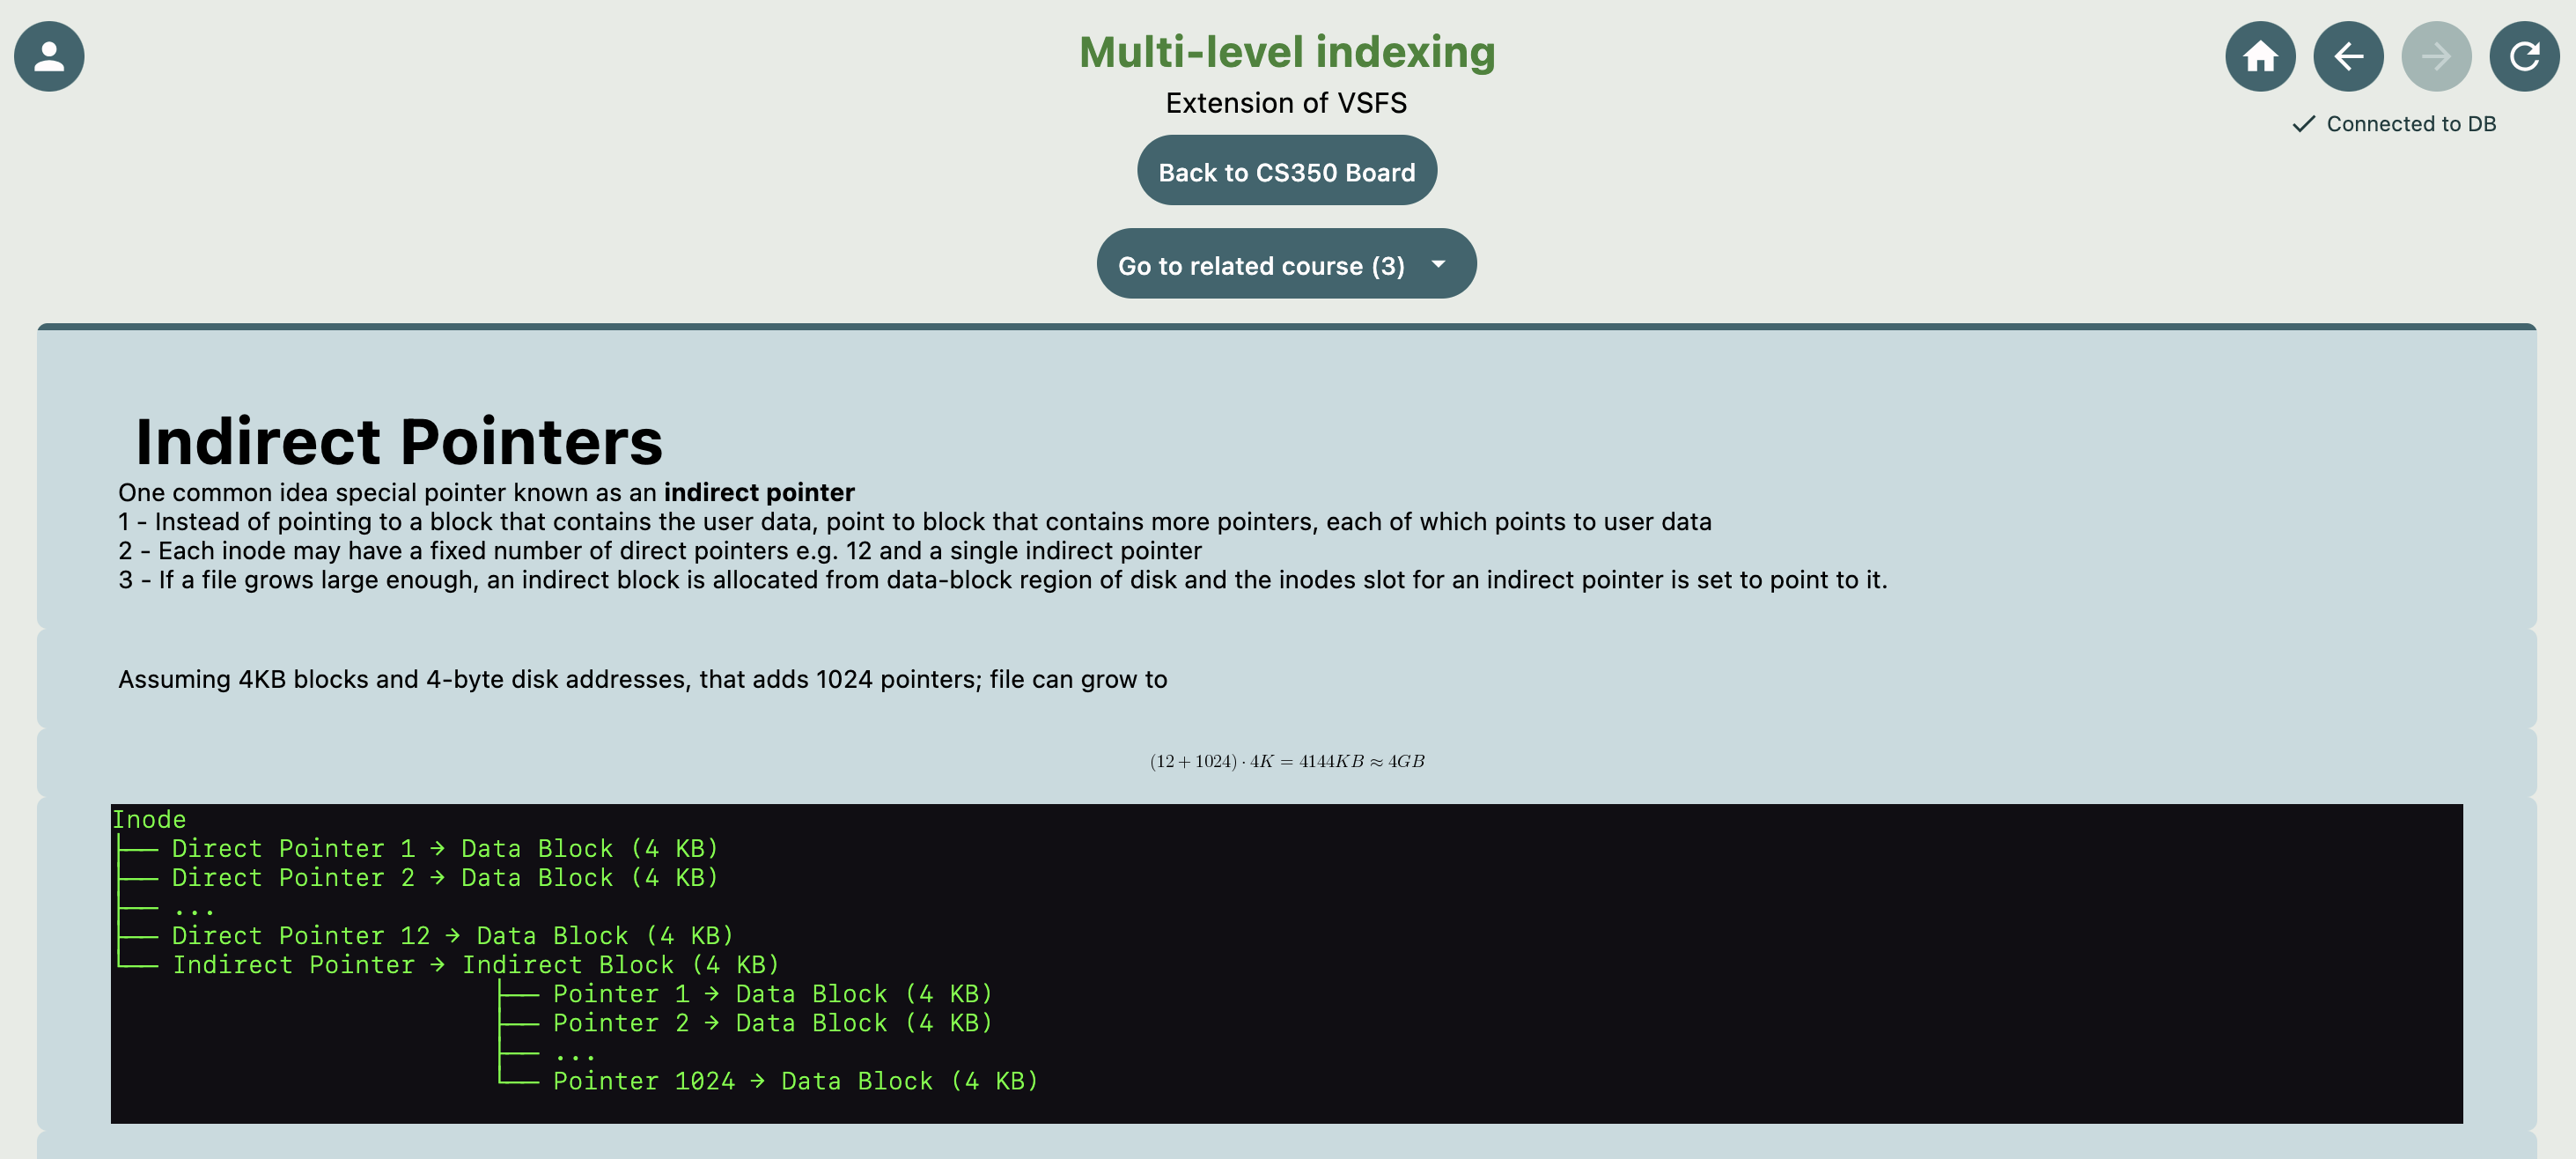 Multi-level indexing
Extension of VSFS
Back to CS350 Board
Go to related course (3)
Connected to DB
Indirect Pointers
One common idea special pointer known as an indirect pointer
1 - Instead of pointing to a block that contains the user data, point to block that contains more pointers, each of which points to user data
2 - Each inode may have a fixed number of direct pointers e.g. 12 and a single indirect pointer
3 - If a file grows large enough, an indirect block is allocated from data-block region of disk and the inodes slot for an indirect pointer is set to point to it.
Assuming 4KB blocks and 4-byte disk addresses, that adds 1024 pointers; file can grow to
(12 + 1024) · 4K = 4144KB ≈ 4GB
Inode
├── Direct Pointer 1 → Data Block (4 KB)
├── Direct Pointer 2 → Data Block (4 KB)
├── ...
├── Direct Pointer 12 → Data Block (4 KB)
└── Indirect Pointer → Indirect Block (4 KB)
├── Pointer 1 → Data Block (4 KB)
├── Pointer 2 → Data Block (4 KB)
├── ...
└── Pointer 1024 → Data Block (4 KB)